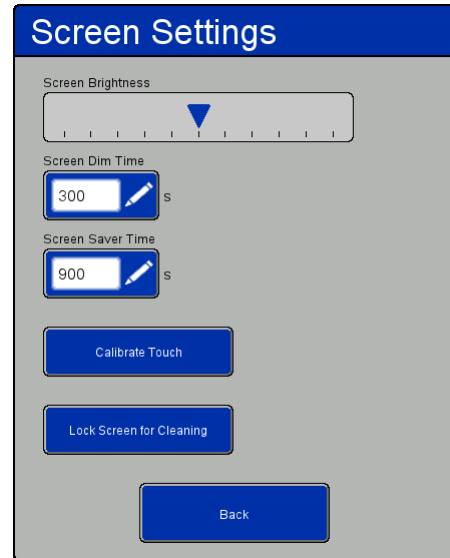 Screen Settings
Screen Brightness
Screen Dim Time
300 s
Screen Saver Time
900 s
Calibrate Touch
Lock Screen for Cleaning
Back